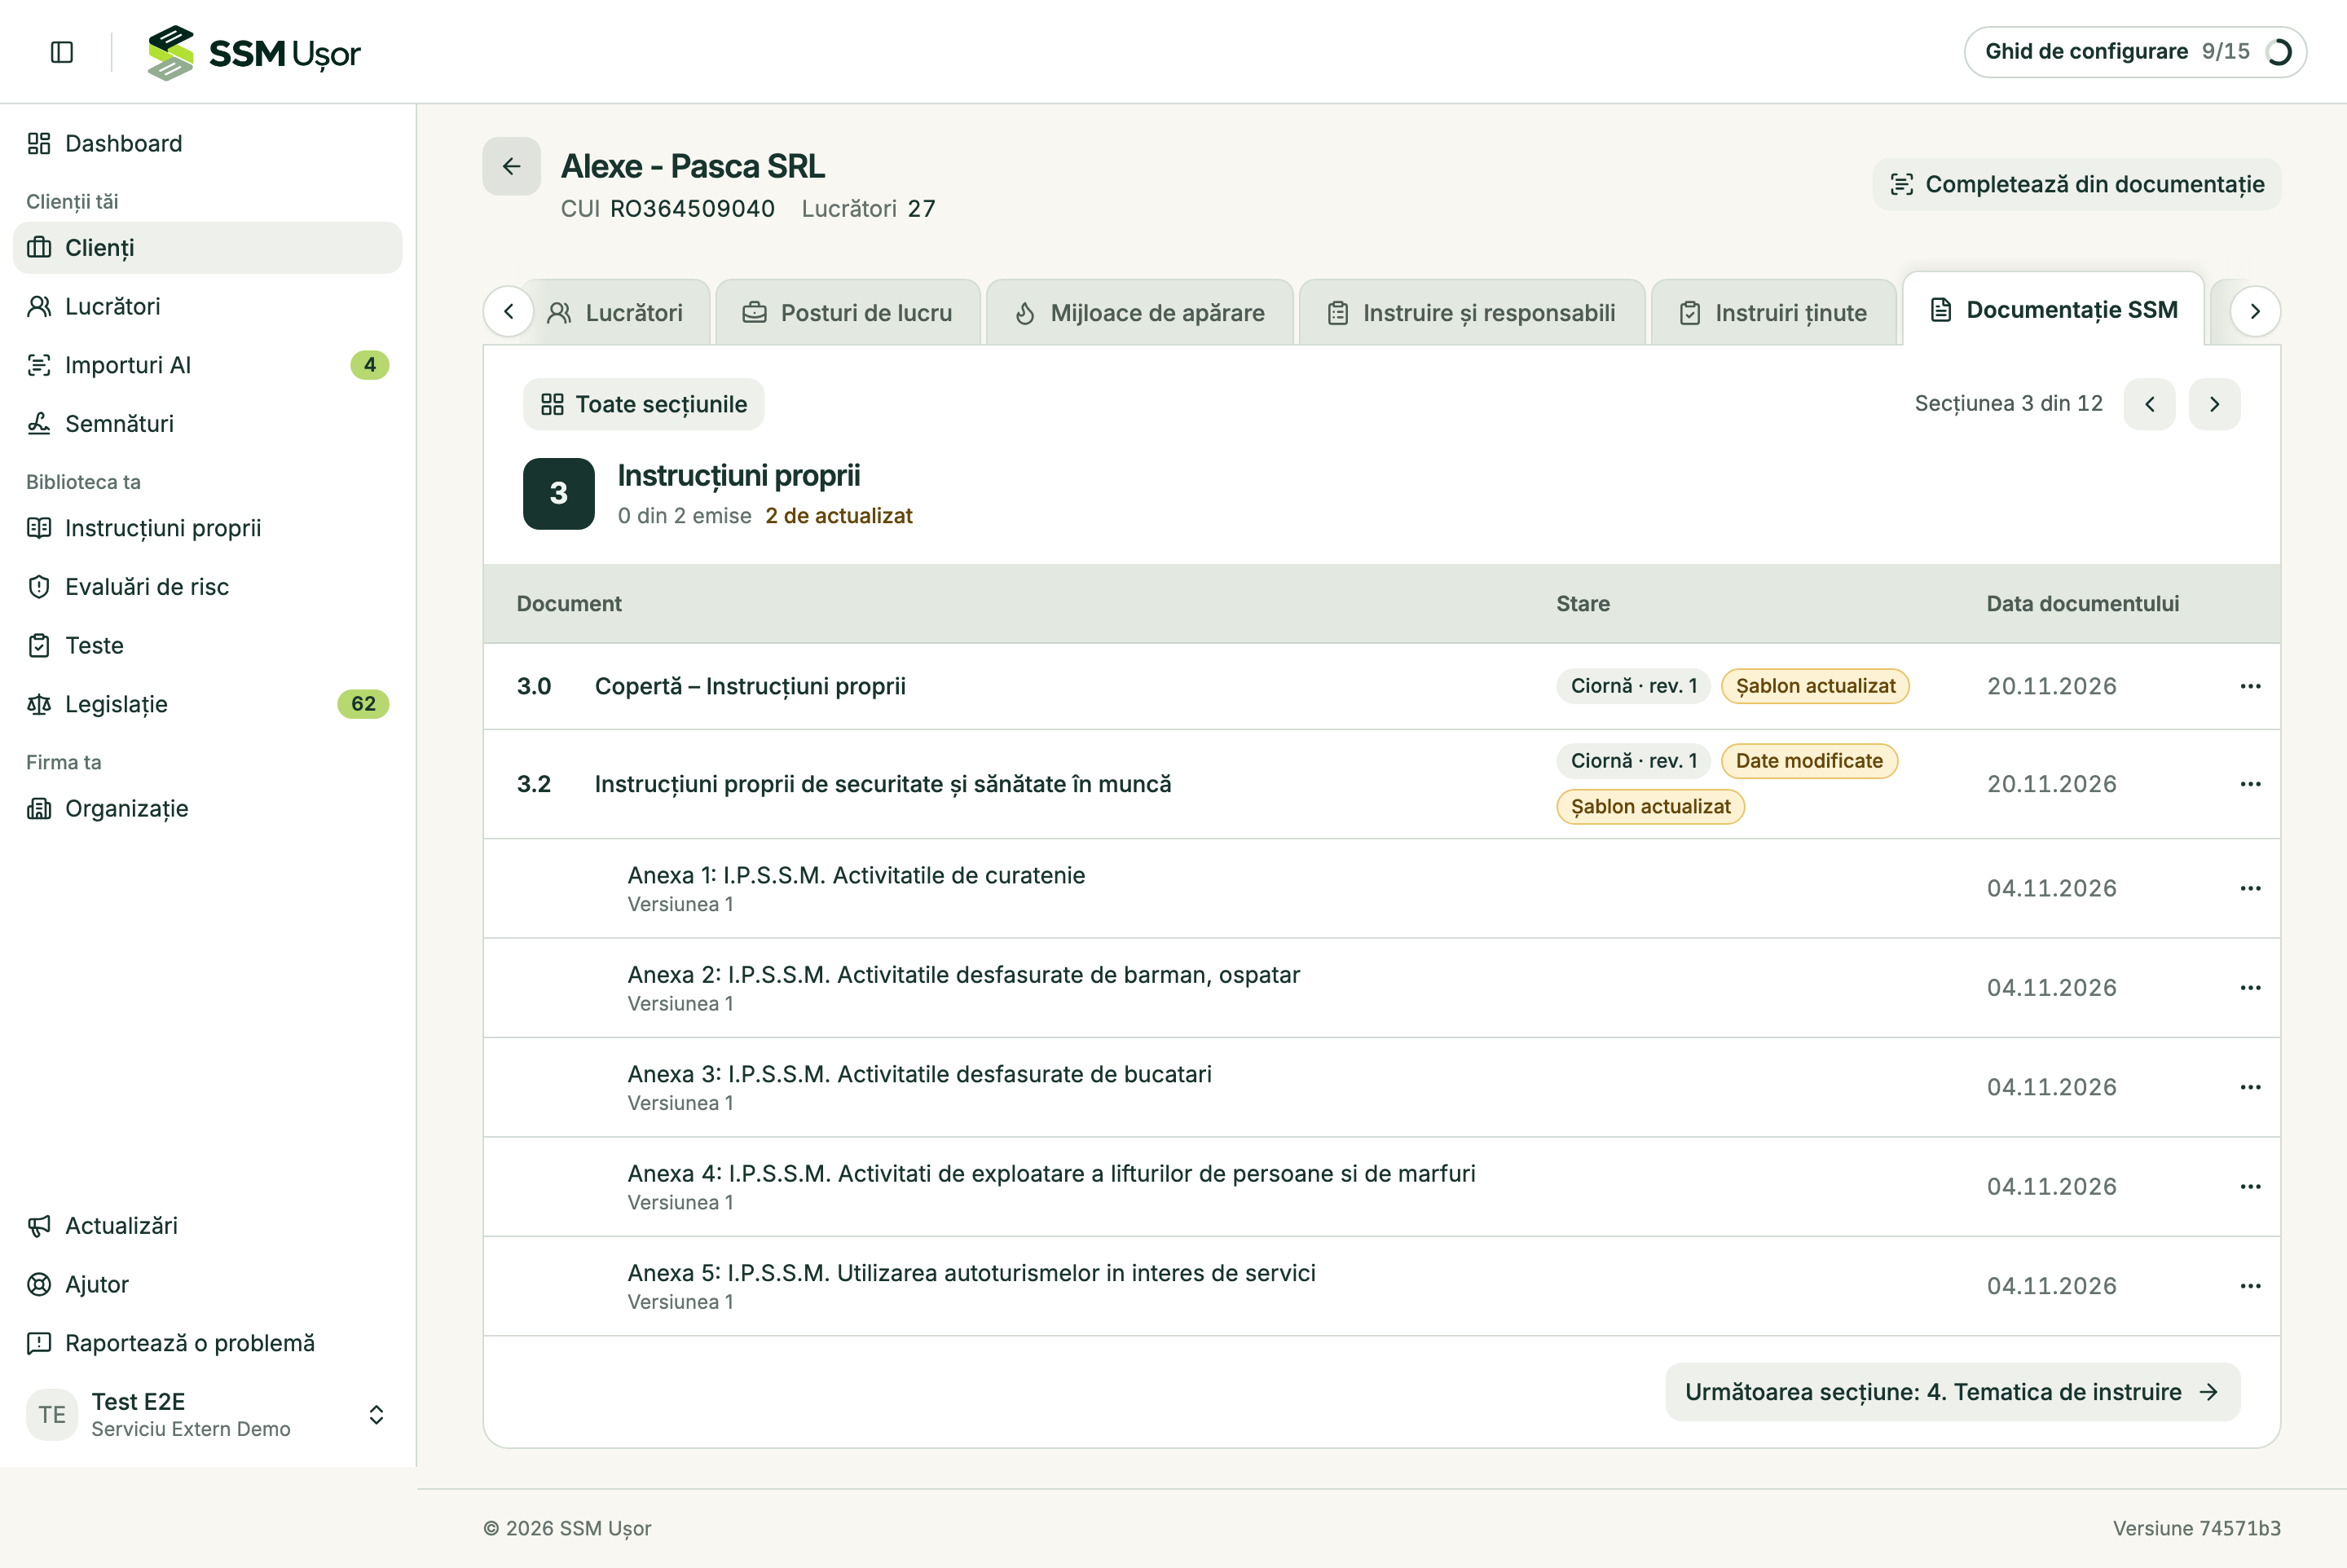 SSM Ușor
Ghid de configurare 9/15
Dashboard
Clienții tăi
Clienți
Lucrători
Importuri AI 4
Semnături
Biblioteca ta
Instrucțiuni proprii
Evaluări de risc
Teste
Legislație 62
Firma ta
Organizație
Actualizări
Ajutor
Raportează o problemă
TE
Test E2E
Serviciu Extern Demo
Alexe - Pasca SRL
CUI RO364509040 Lucrători 27
Completează din documentație
Lucrători
Posturi de lucru
Mijloace de apărare
Instruire și responsabili
Instruiri ținute
Documentație SSM
Toate secțiunile
Secțiunea 3 din 12
3
Instrucțiuni proprii
0 din 2 emise 2 de actualizat
Document Stare Data documentului
3.0 Copertă – Instrucțiuni proprii Ciornă · rev. 1 Șablon actualizat 20.11.2026 ...
3.2 Instrucțiuni proprii de securitate și sănătate în muncă Ciornă · rev. 1 Date modificate
Șablon actualizat 20.11.2026 ...
Anexa 1: I.P.S.S.M. Activitatile de curatenie
Versiunea 1
04.11.2026 ...
Anexa 2: I.P.S.S.M. Activitatile desfasurate de barman, ospatar
Versiunea 1
04.11.2026 ...
Anexa 3: I.P.S.S.M. Activitatile desfasurate de bucatari
Versiunea 1
04.11.2026 ...
Anexa 4: I.P.S.S.M. Activitati de exploatare a lifturilor de persoane si de marfuri
Versiunea 1
04.11.2026 ...
Anexa 5: I.P.S.S.M. Utilizarea autoturismelor in interes de servici
Versiunea 1
04.11.2026 ...
Următoarea secțiune: 4. Tematica de instruire →
© 2026 SSM Ușor
Versiune 74571b3